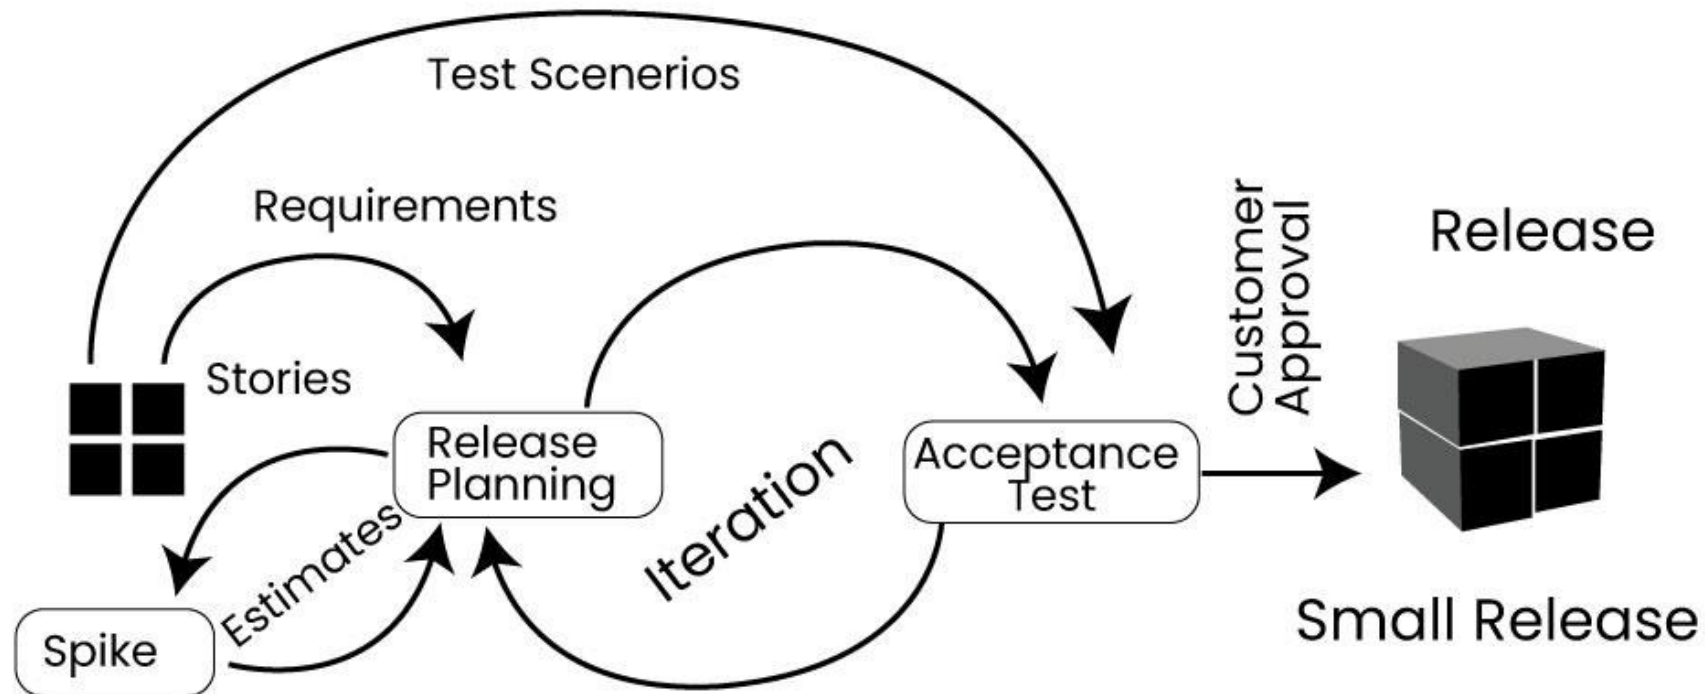 Test Scenerios
Requirements
Stories
Release
Planning
Estimates
Spike
Iteration
Acceptance
Test
Customer
Approval
Release
Small Release